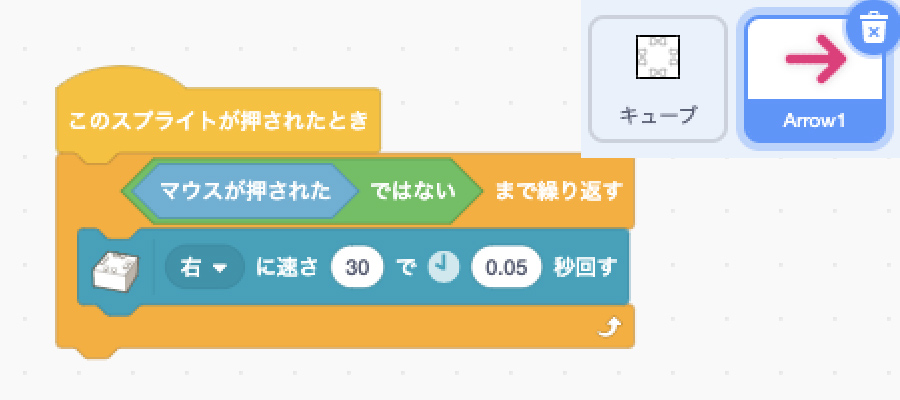 キューブ
Arrow1
このスプライトが押されたとき
マウスが押された ではない まで繰り返す
右 に速さ 30 で 0.05 秒回す